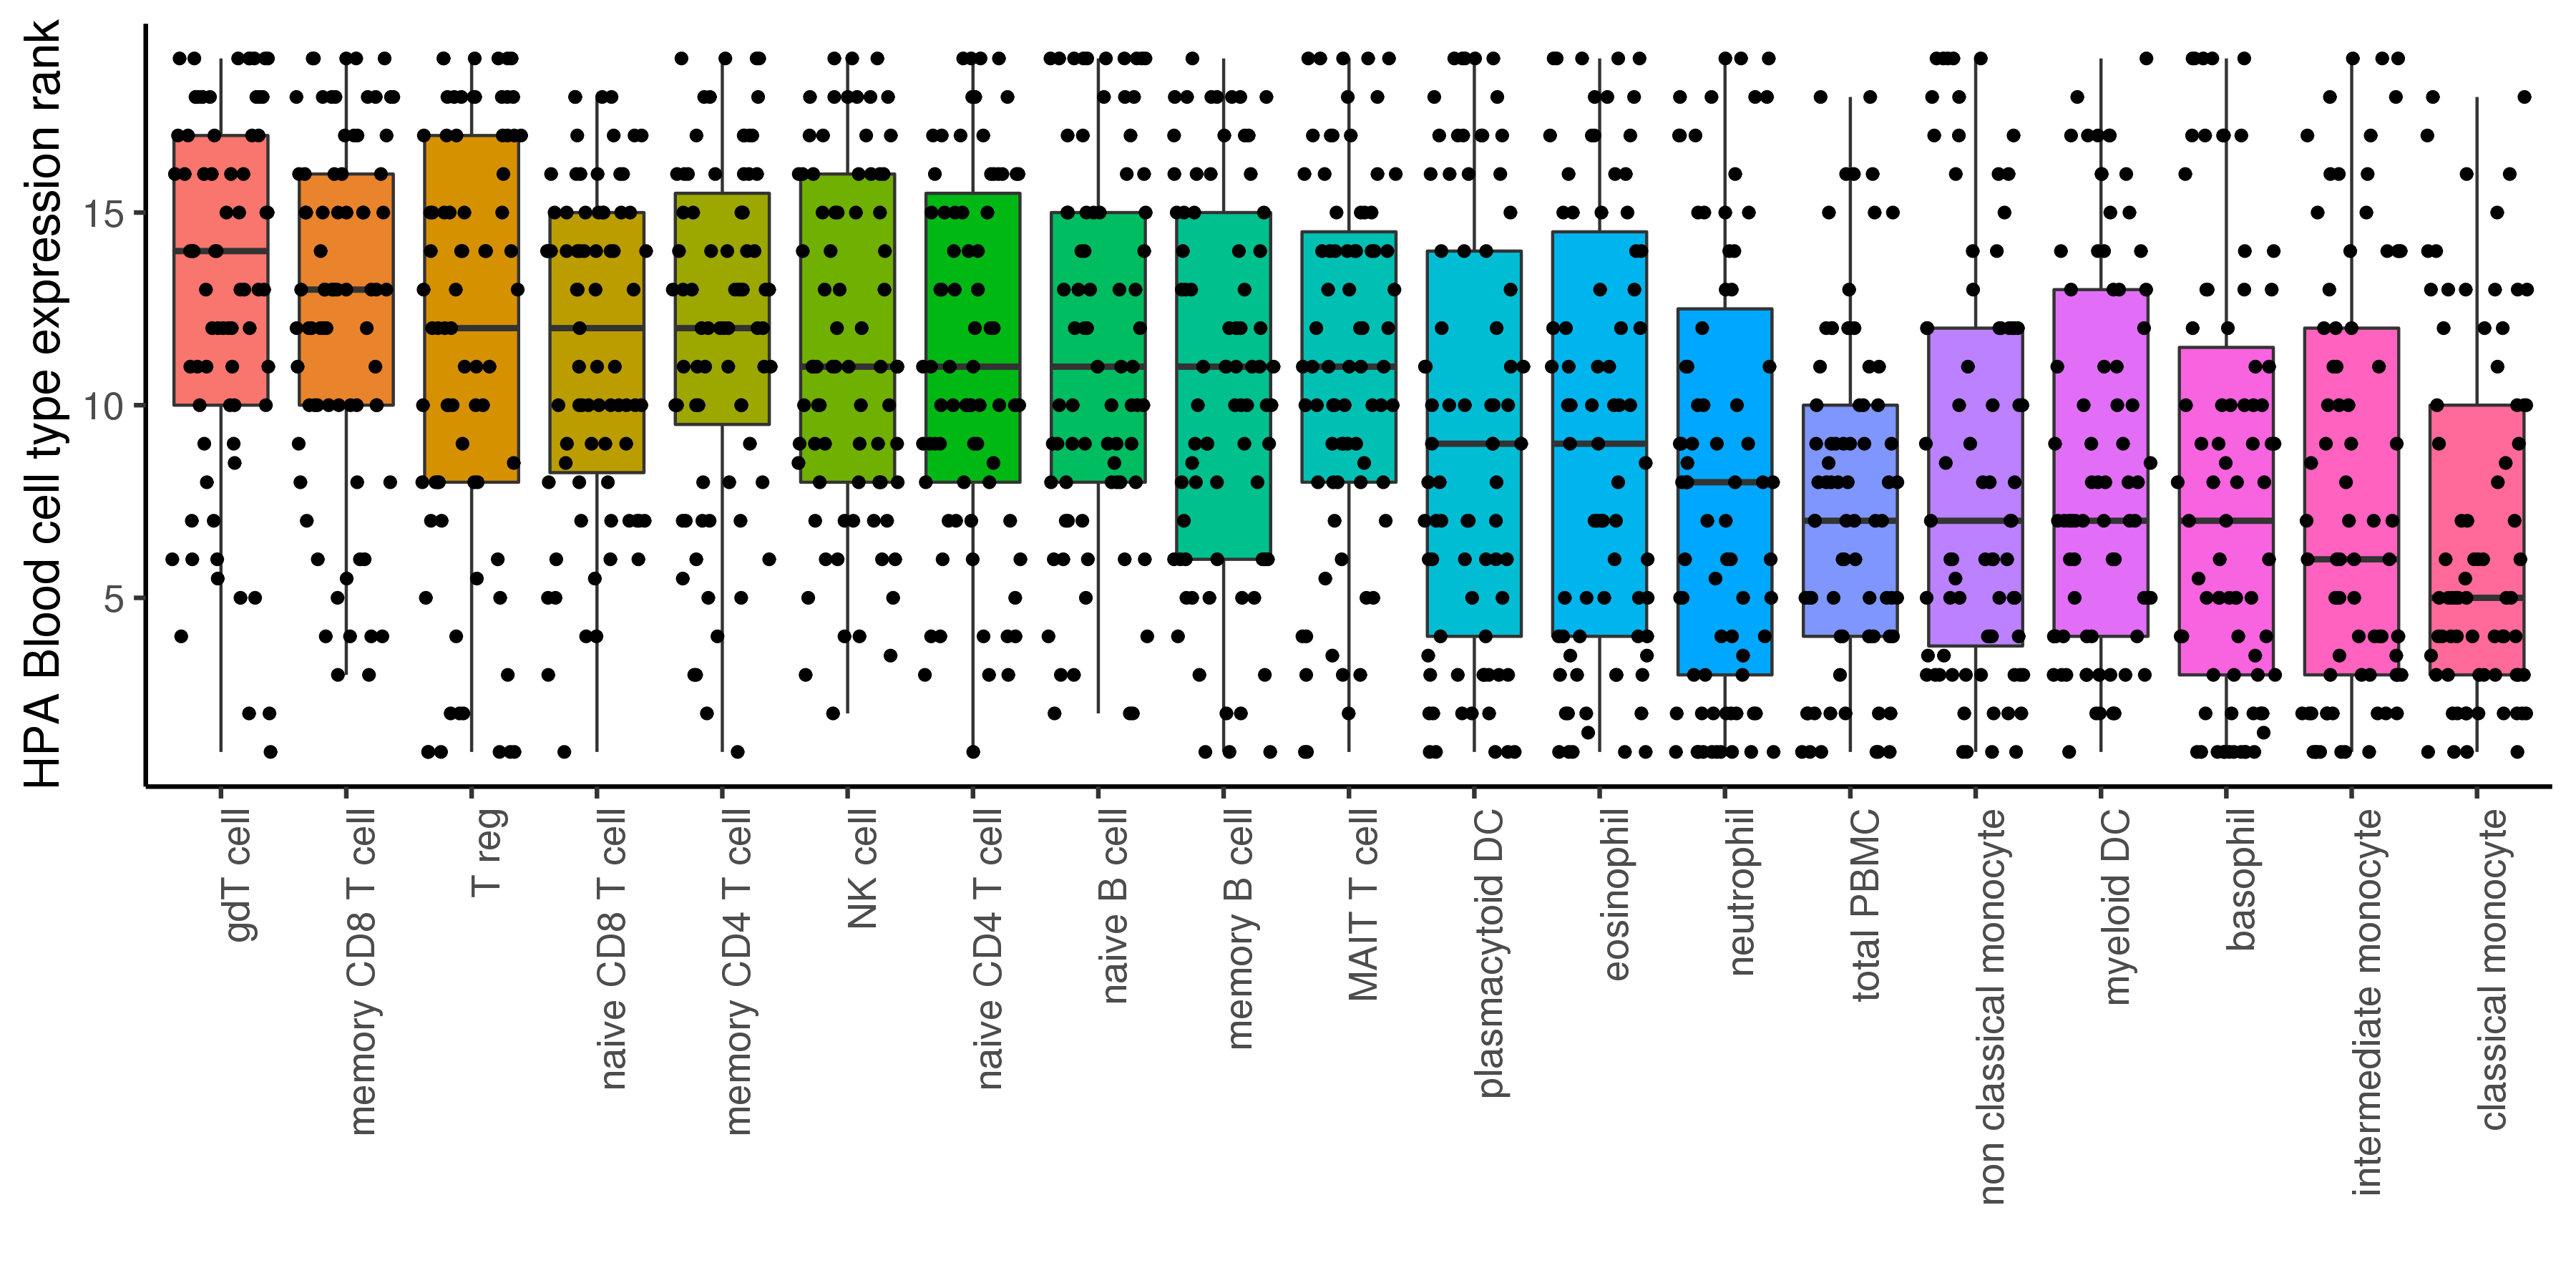 HPA Blood cell type expression rank
15
10
5
gdT cell
memory CD8 T cell
T reg
naive CD8 T cell
memory CD4 T cell
NK cell
naive CD4 T cell
naive B cell
memory B cell
MAIT T cell
plasmacytoid DC
eosinophil
neutrophil
total PBMC
non classical monocyte
myeloid DC
basophil
intermediate monocyte
classical monocyte